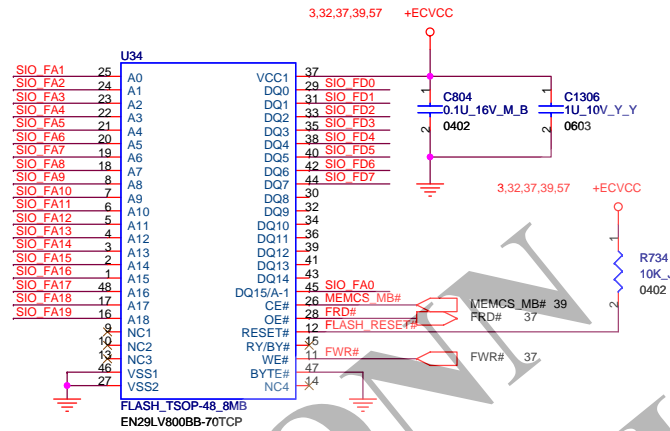 3,32,37,39,57 +ECVCC
U34
SIO_FA1 25 A0 VCC1 37
SIO_FA2 24 A1 DQ0 29 SIO_FD0
SIO_FA3 23 A2 DQ1 31 SIO_FD1
SIO_FA4 22 A3 DQ2 33 SIO_FD2
SIO_FA5 21 A4 DQ3 35 SIO_FD3
SIO_FA6 20 A5 DQ4 38 SIO_FD4
SIO_FA7 19 A6 DQ5 40 SIO_FD5
SIO_FA8 18 A7 DQ6 42 SIO_FD6
SIO_FA9 8 A8 DQ7 44 SIO_FD7
SIO_FA10 7 A9 DQ8 30
SIO_FA11 6 A10 DQ9 32
SIO_FA12 5 A11 DQ10 34
SIO_FA13 4 A12 DQ11 36
SIO_FA14 3 A13 DQ12 39
SIO_FA15 2 A14 DQ13 41
SIO_FA16 1 A15 DQ14 43
SIO_FA17 48 A16 DQ15/A-1 45 SIO_FA0
SIO_FA18 17 A17 CE# 26 MEMCS_MB# MEMCS_MB# 39
SIO_FA19 16 A18 OE# 28 FRD# FRD# 37
9 NC1 RESET# 12 FLASH_RESET#
10 NC2 RY/BY# 15
13 NC3 WE# 11 FWR# FWR# 37
46 VSS1 BYTE# 47
27 VSS2 NC4 14
FLASH_TSOP-48_8MB
EN29LV800BB-70TCP
1
C804
0.1U_16V_M_B
2
0402
1
C1306
1U_10V_Y_Y
2
0603
3,32,37,39,57 +ECVCC
1
R734
10K_J
0402
2